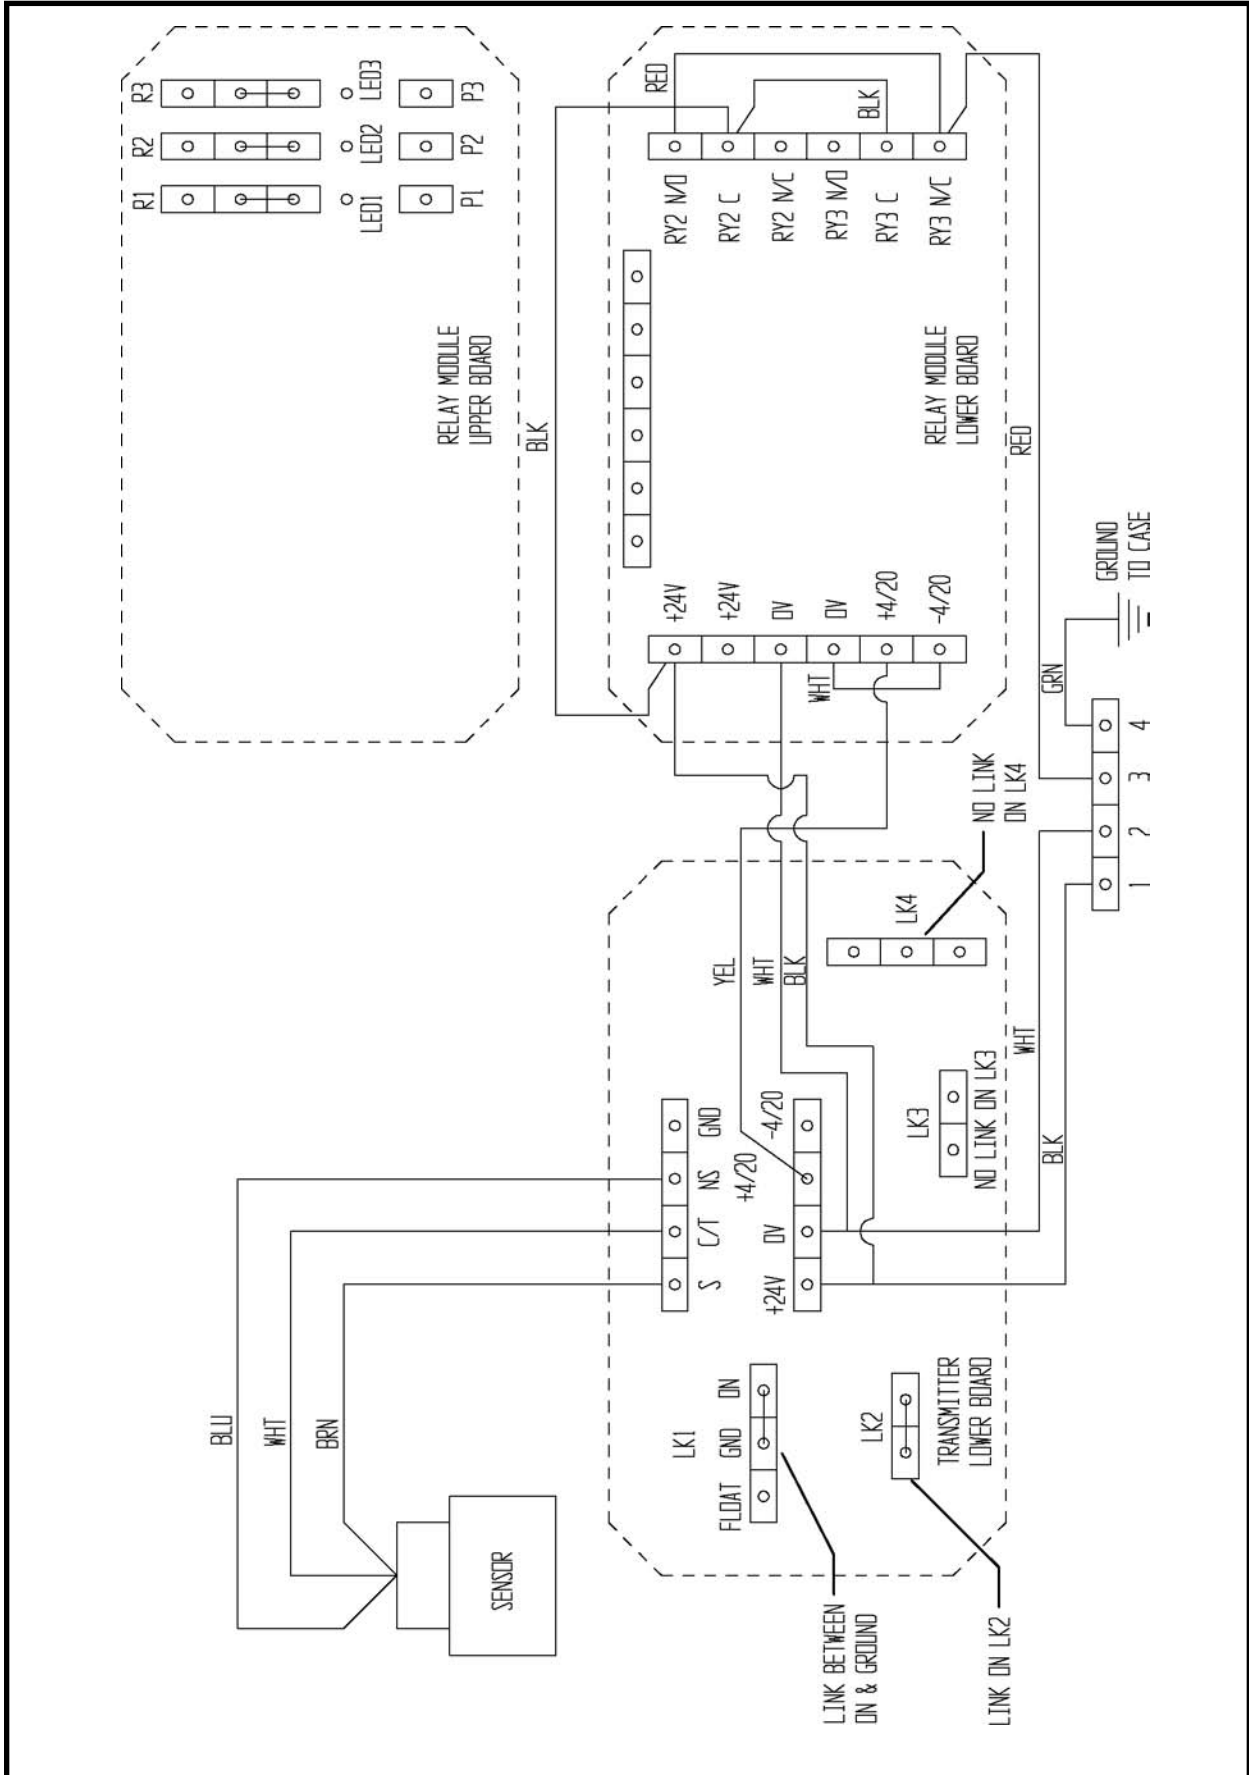 R3
R2
R1
LED3
LED2
LED1
P3
P2
P1
RELAY MODULE
UPPER BOARD
RED
BLK
BLK
RY2 N/O
RY2 C
RY2 N/C
RY3 N/O
RY3 C
RY3 N/C
RELAY MODULE
LOWER BOARD
RED
+24V
+24V
0V
0V
+4/20
-4/20
WHT
GROUND
TO CASE
GRN
4
3
2
1
NO LINK
ON LK4
LK4
YEL
WHT
BLK
WHT
BLK
GND
NS
C/T
S
-4/20
+4/20
0V
+24V
LK3
NO LINK ON LK3
BLU
WHT
BRN
SENSOR
LK1
ON
GND
FLOAT
LK2
TRANSMITTER
LOWER BOARD
LINK BETWEEN
ON & GROUND
LINK ON LK2